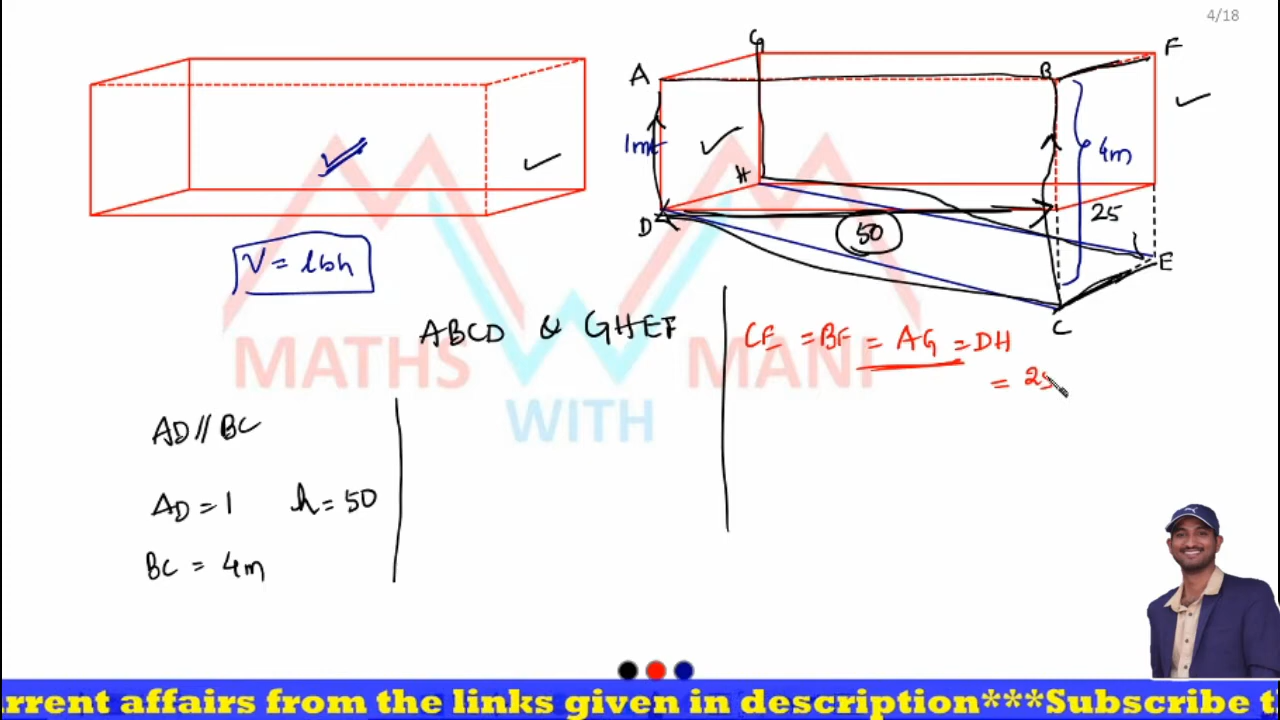 4/18
G
F
A
B
1mt
4m
H
25
D
50
E
C
V = lbh
ABCD & GHEF
CE = BF = AG = DH
= 25
AD // BC
AD = 1 h = 50
BC = 4m
MATHS
WITH
MANI
rrent affairs from the links given in description***Subscribe t